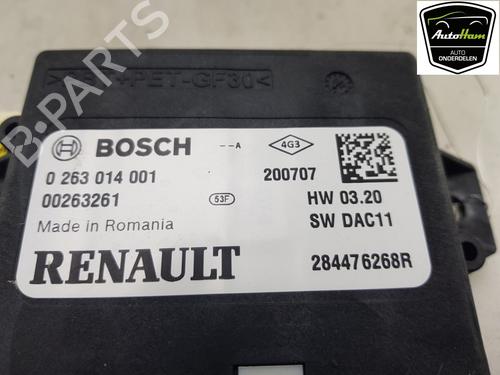 AutoHam
AUTO
ONDERDELEN
B-PARTS
PET-GF30<
BOSCH
--A
4G3
0 263 014 001
200707
00263261
53F
HW 03.20
Made in Romania
SW DAC11
RENAULT
284476268R